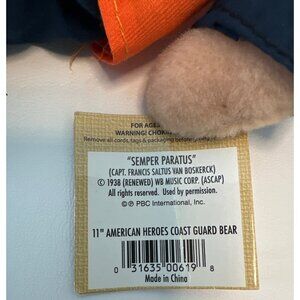 FOR AGES
WARNING! CHOKING
Remove all cords, tags & packaging before
"SEMPER PARATUS"
(CAPT. FRANCIS SALTUS VAN BOSKERCK)
© 1938 (RENEWED) WB MUSIC CORP. (ASCAP)
All rights reserved. Used by permission.
© ℗ PBC International, Inc.
11" AMERICAN HEROES COAST GUARD BEAR
0 31635 00619 8
Made in China